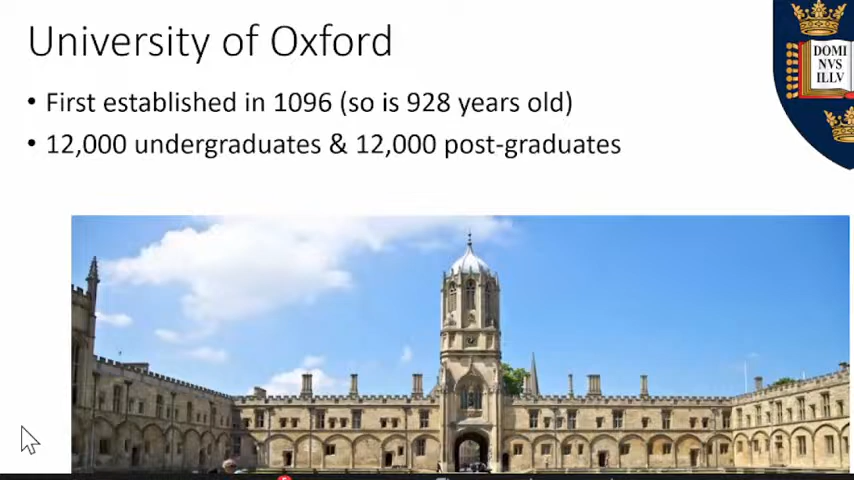 University of Oxford
• First established in 1096 (so is 928 years old)
• 12,000 undergraduates & 12,000 post-graduates
DOMI
NVS
ILLV